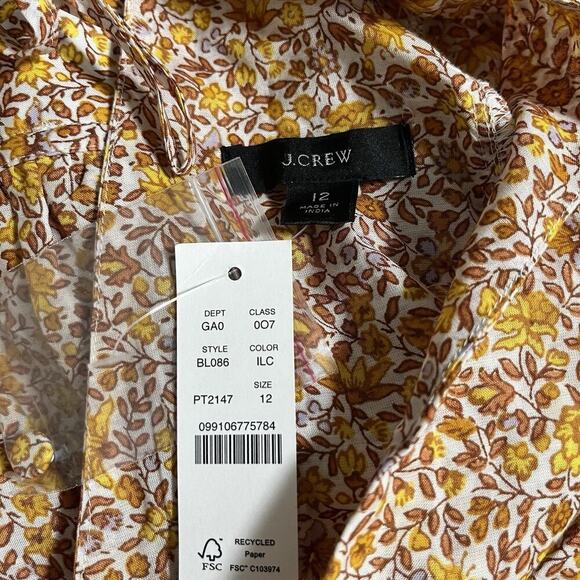 J.CREW
12
MADE IN
INDIA
DEPT CLASS
GA0 0O7
STYLE COLOR
BL086 ILC
SIZE
PT2147 12
099106775784
RECYCLED
Paper
FSC FSC® C103974